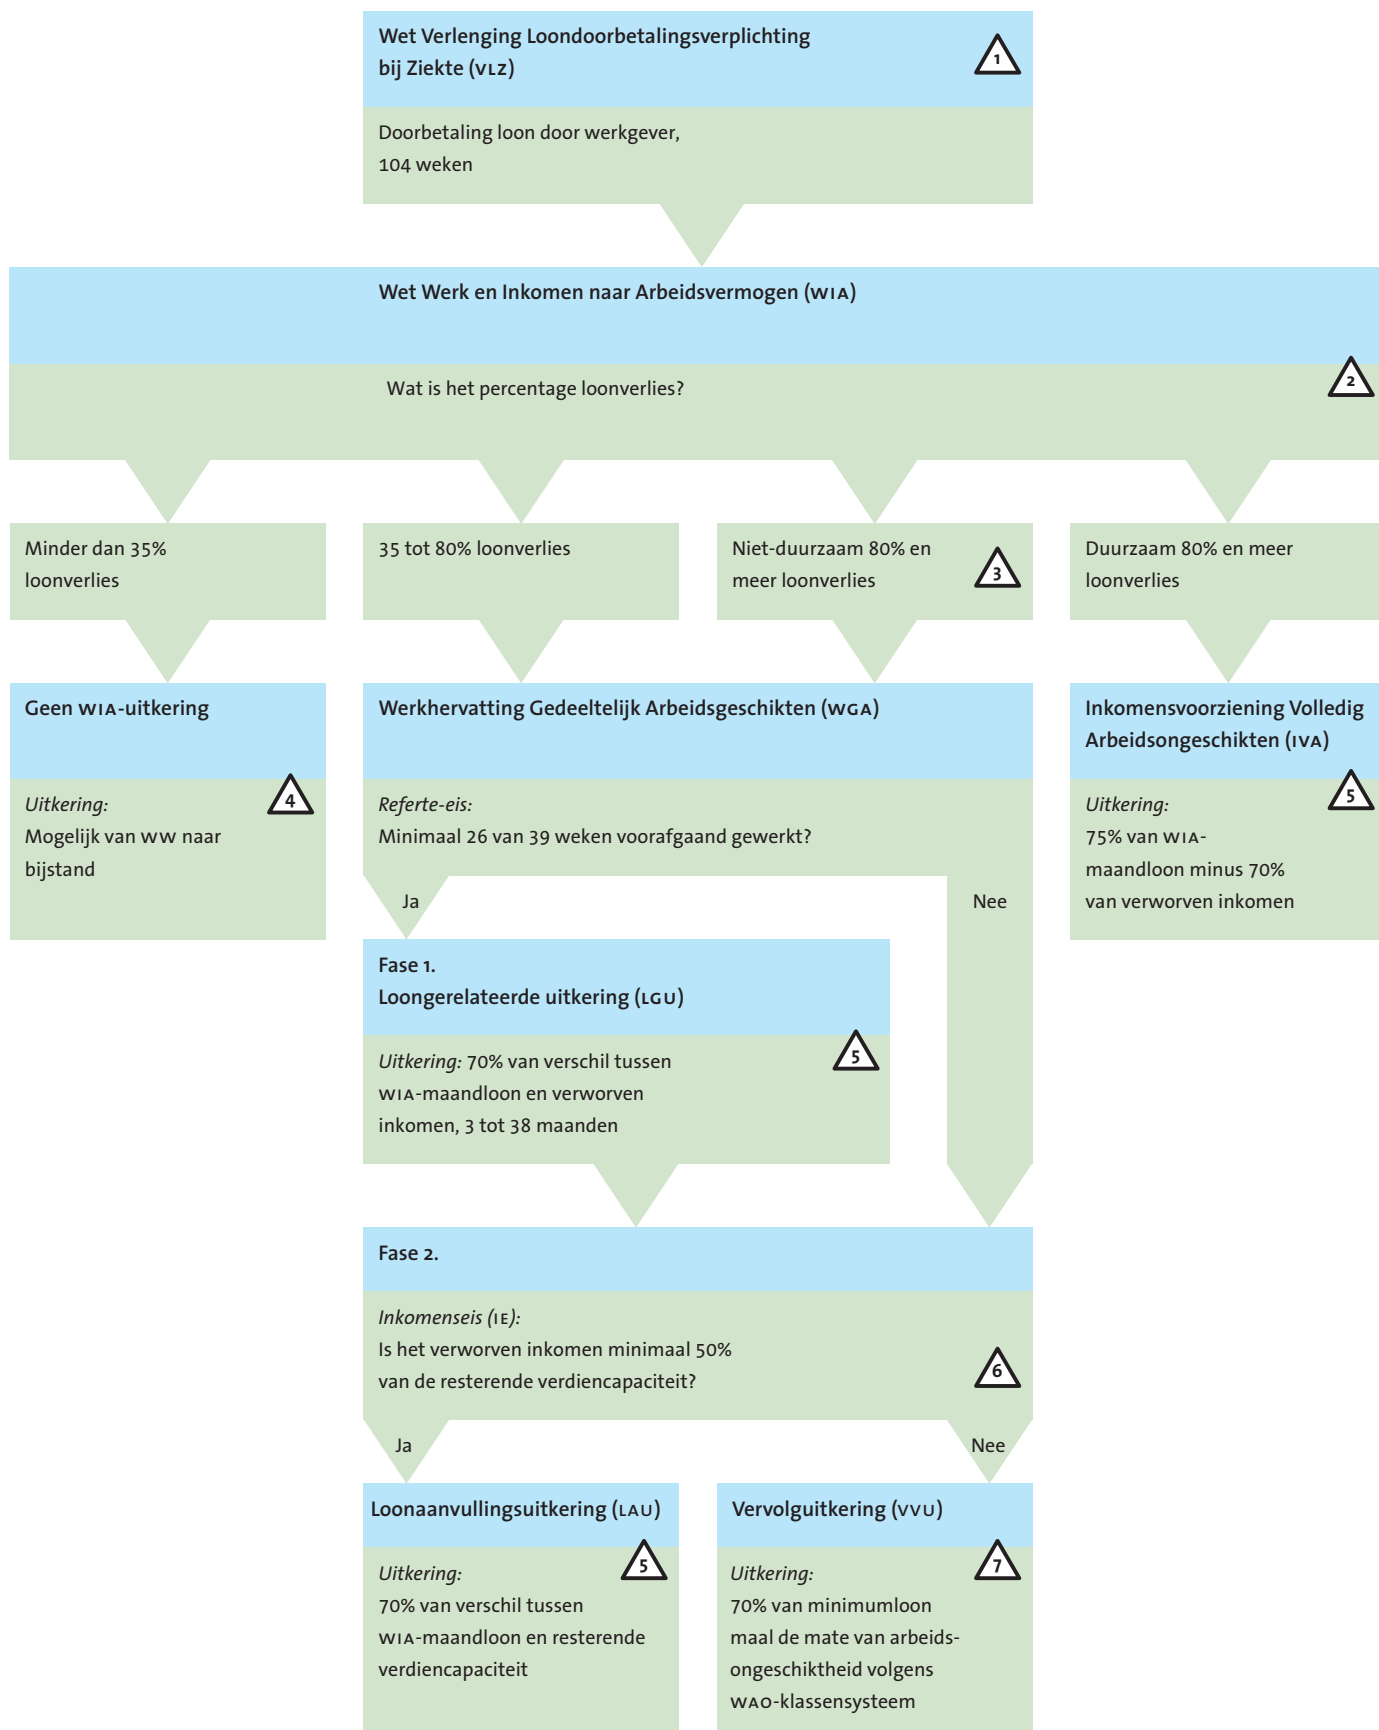 Wet Verlenging Loondoorbetalingsverplichting
bij Ziekte (VLZ)
1
Doorbetaling loon door werkgever,
104 weken
Wet Werk en Inkomen naar Arbeidsvermogen (WIA)
Wat is het percentage loonverlies?
2
Minder dan 35%
loonverlies
35 tot 80% loonverlies
Niet-duurzaam 80% en
meer loonverlies
3
Duurzaam 80% en meer
loonverlies
Geen WIA-uitkering
Uitkering:
4
Mogelijk van WW naar
bijstand
Werkhervatting Gedeeltelijk Arbeidsgeschikten (WGA)
Referte-eis:
Minimaal 26 van 39 weken voorafgaand gewerkt?
Inkomensvoorziening Volledig
Arbeidsongeschikten (IVA)
Uitkering:
5
75% van WIA-
maandloon minus 70%
van verworven inkomen
Ja
Nee
Fase 1.
Loongerelateerde uitkering (LGU)
Uitkering: 70% van verschil tussen
5
WIA-maandloon en verworven
inkomen, 3 tot 38 maanden
Fase 2.
Inkomenseis (IE):
Is het verworven inkomen minimaal 50%
van de resterende verdiencapaciteit?
6
Ja
Nee
Loonaanvullingsuitkering (LAU)
Uitkering:
5
70% van verschil tussen
WIA-maandloon en resterende
verdiencapaciteit
Vervolguitkering (VVU)
Uitkering:
7
70% van minimumloon
maal de mate van arbeids-
ongeschiktheid volgens
WAO-klassensysteem